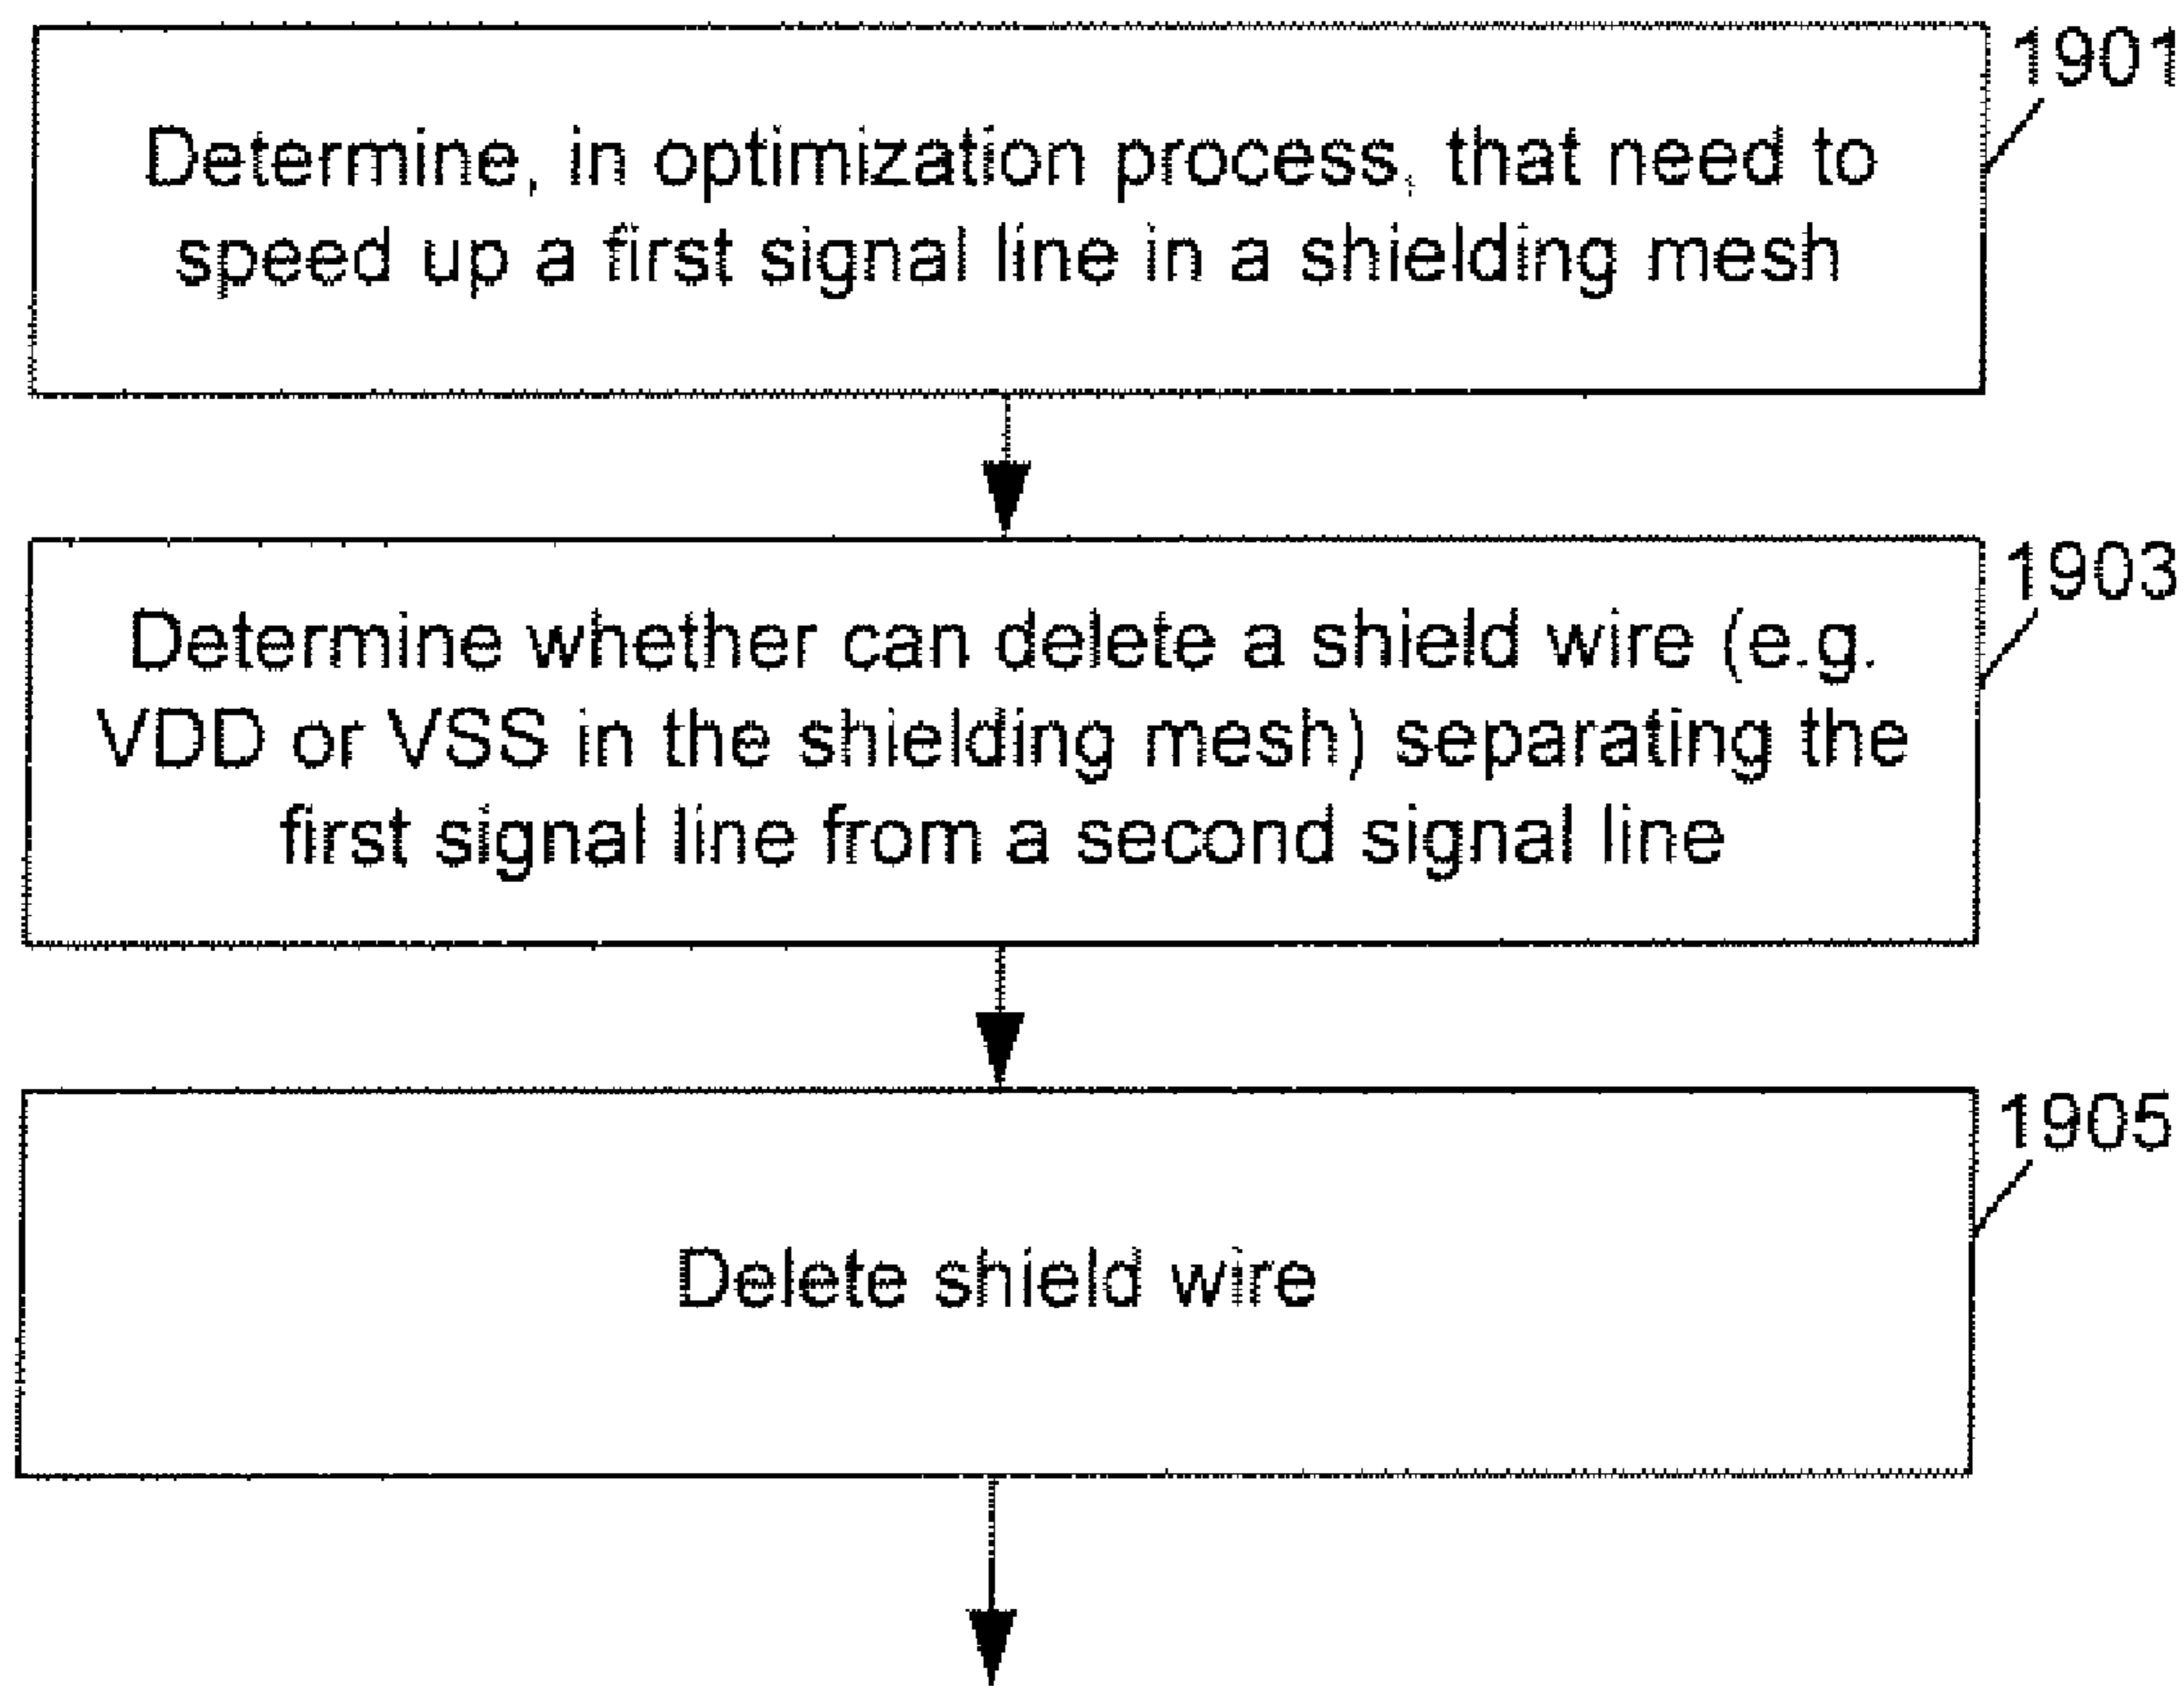 1901
Determine, in optimization process, that need to
speed up a first signal line in a shielding mesh
1903
Determine whether can delete a shield wire (e.g.
VDD or VSS in the shielding mesh) separating the
first signal line from a second signal line
1905
Delete shield wire